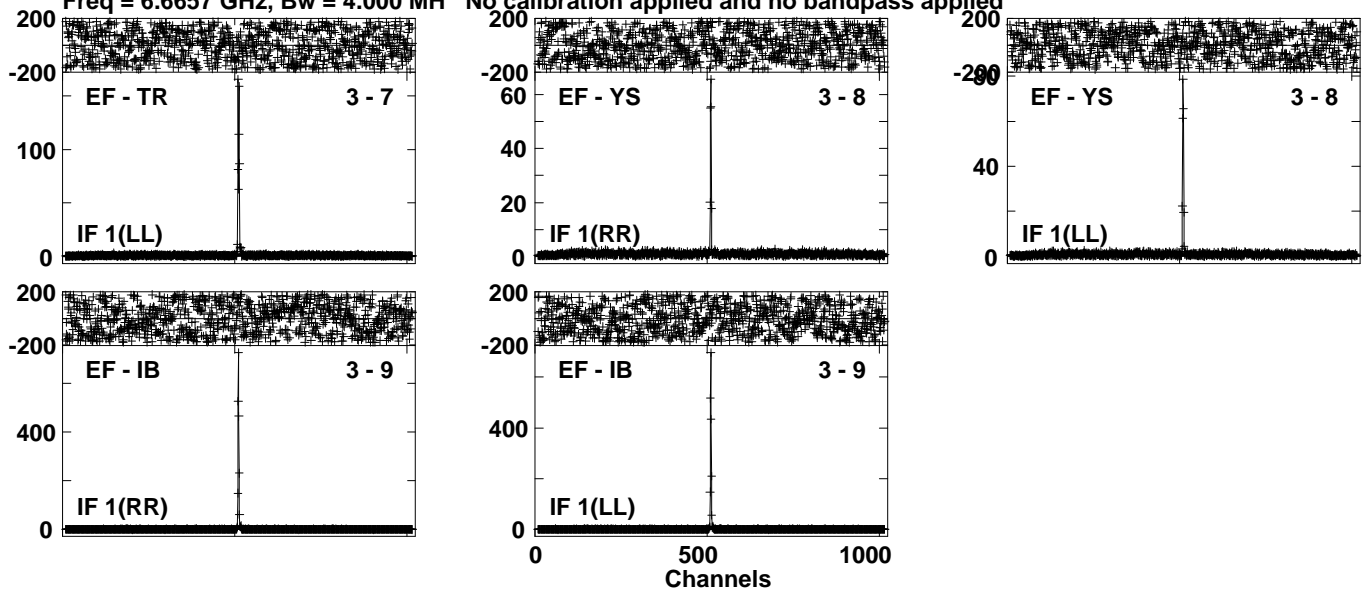 Freq = 6.6657 GHz, Bw = 4.000 MH No calibration applied and no bandpass applied
200 200 200
-200 -200 -200
EF - TR 3 - 7 EF - YS 3 - 8 EF - YS 3 - 8
60 80
100 40 40
20
IF 1(LL) IF 1(RR) IF 1(LL)
0 0 0
200 200
-200 -200
EF - IB 3 - 9 EF - IB 3 - 9
400 400
IF 1(RR) IF 1(LL)
0 0
0 500 1000
Channels